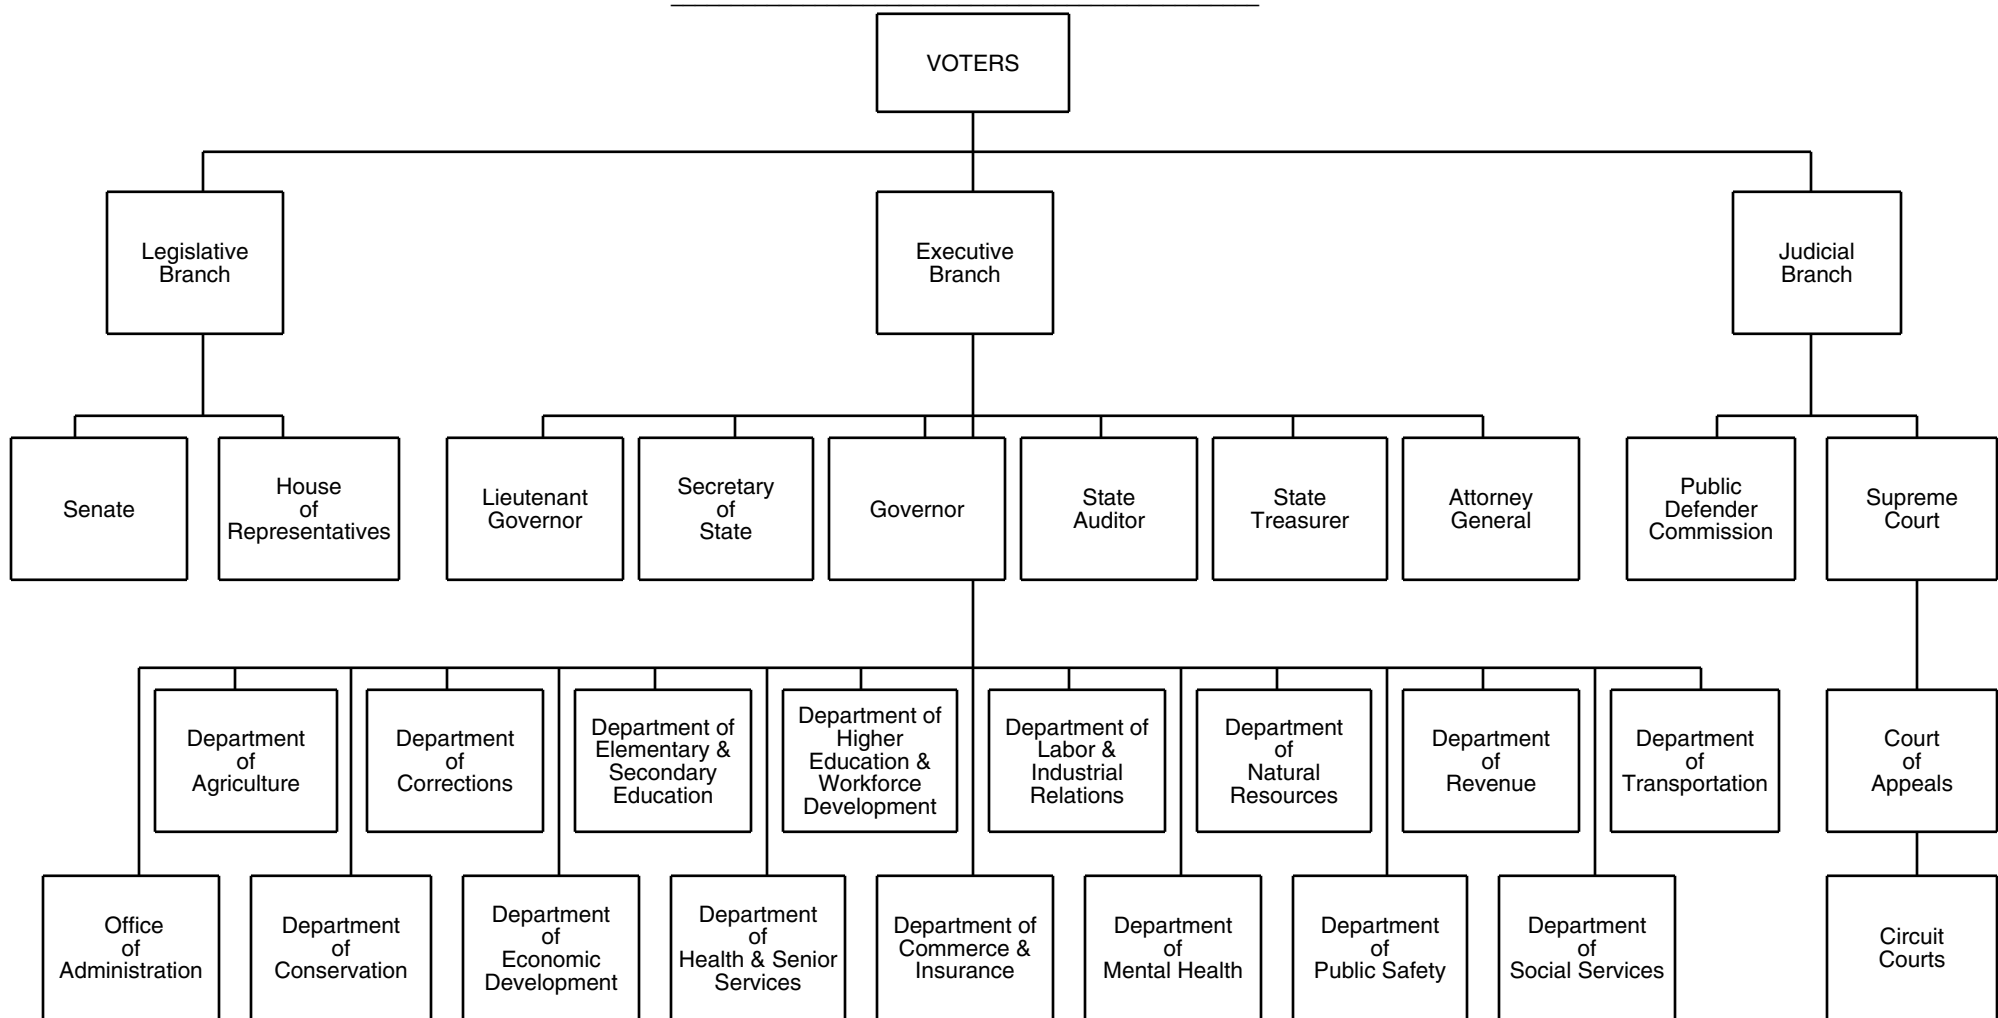 VOTERS
Legislative
Branch
Executive
Branch
Judicial
Branch
Senate
House
of
Representatives
Lieutenant
Governor
Secretary
of
State
Governor
State
Auditor
State
Treasurer
Attorney
General
Public
Defender
Commission
Supreme
Court
Department
of
Agriculture
Department
of
Corrections
Department of
Elementary &
Secondary
Education
Department of
Higher
Education &
Workforce
Development
Department of
Labor &
Industrial
Relations
Department
of
Natural
Resources
Department
of
Revenue
Department
of
Transportation
Court
of
Appeals
Office
of
Administration
Department
of
Conservation
Department
of
Economic
Development
Department
of
Health & Senior
Services
Department of
Commerce &
Insurance
Department
of
Mental Health
Department
of
Public Safety
Department
of
Social Services
Circuit
Courts